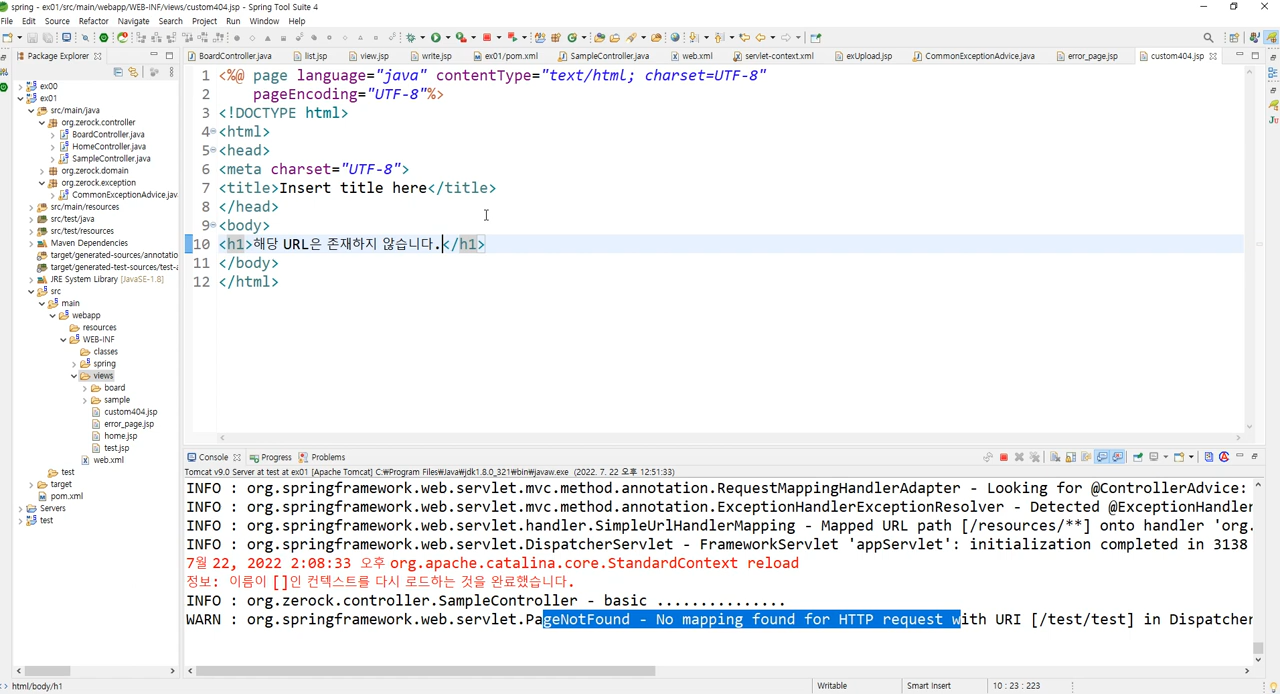 spring - ex01/src/main/webapp/WEB-INF/views/custom404.jsp - Spring Tool Suite 4
File Edit Source Refactor Navigate Search Project Run Window Help
Package Explorer
BoardController.java list.jsp view.jsp write.jsp ex01/pom.xml SampleController.java web.xml servlet-context.xml exUpload.jsp CommonExceptionAdvice.java error_page.jsp custom404.jsp
ex00
ex01
src/main/java
org.zerock.controller
BoardController.java
HomeController.java
SampleController.java
org.zerock.domain
org.zerock.exception
CommonExceptionAdvice.jav
src/main/resources
src/test/java
src/test/resources
Maven Dependencies
target/generated-sources/annotatio
target/generated-test-sources/test-a
JRE System Library [JavaSE-1.8]
src
main
webapp
resources
WEB-INF
classes
spring
views
board
sample
custom404.jsp
error_page.jsp
home.jsp
test.jsp
web.xml
test
target
pom.xml
Servers
test
1 <%@ page language="java" contentType="text/html; charset=UTF-8"
2 pageEncoding="UTF-8"%>
3 <!DOCTYPE html>
4 <html>
5 <head>
6 <meta charset="UTF-8">
7 <title>Insert title here</title>
8 </head>
9 <body>
10 <h1>해당 URL은 존재하지 않습니다.</h1>
11 </body>
12 </html>
Console Progress Problems
Tomcat v9.0 Server at test at ex01 [Apache Tomcat] C:₩Program Files₩Java₩jdk1.8.0_321₩bin₩javaw.exe (2022. 7. 22 오후 12:51:33)
INFO : org.springframework.web.servlet.mvc.method.annotation.RequestMappingHandlerAdapter - Looking for @ControllerAdvice:
INFO : org.springframework.web.servlet.mvc.method.annotation.ExceptionHandlerExceptionResolver - Detected @ExceptionHandler
INFO : org.springframework.web.servlet.handler.SimpleUrlHandlerMapping - Mapped URL path [/resources/**] onto handler 'org.
INFO : org.springframework.web.servlet.DispatcherServlet - FrameworkServlet 'appServlet': initialization completed in 3138
7월 22, 2022 2:08:33 오후 org.apache.catalina.core.StandardContext reload
정보: 이름이 []인 컨텍스트를 다시 로드하는 것을 완료했습니다.
INFO : org.zerock.controller.SampleController - basic ...............
WARN : org.springframework.web.servlet.PageNotFound - No mapping found for HTTP request with URI [/test/test] in Dispatcher
html/body/h1 Writable Smart Insert 10 : 23 : 223